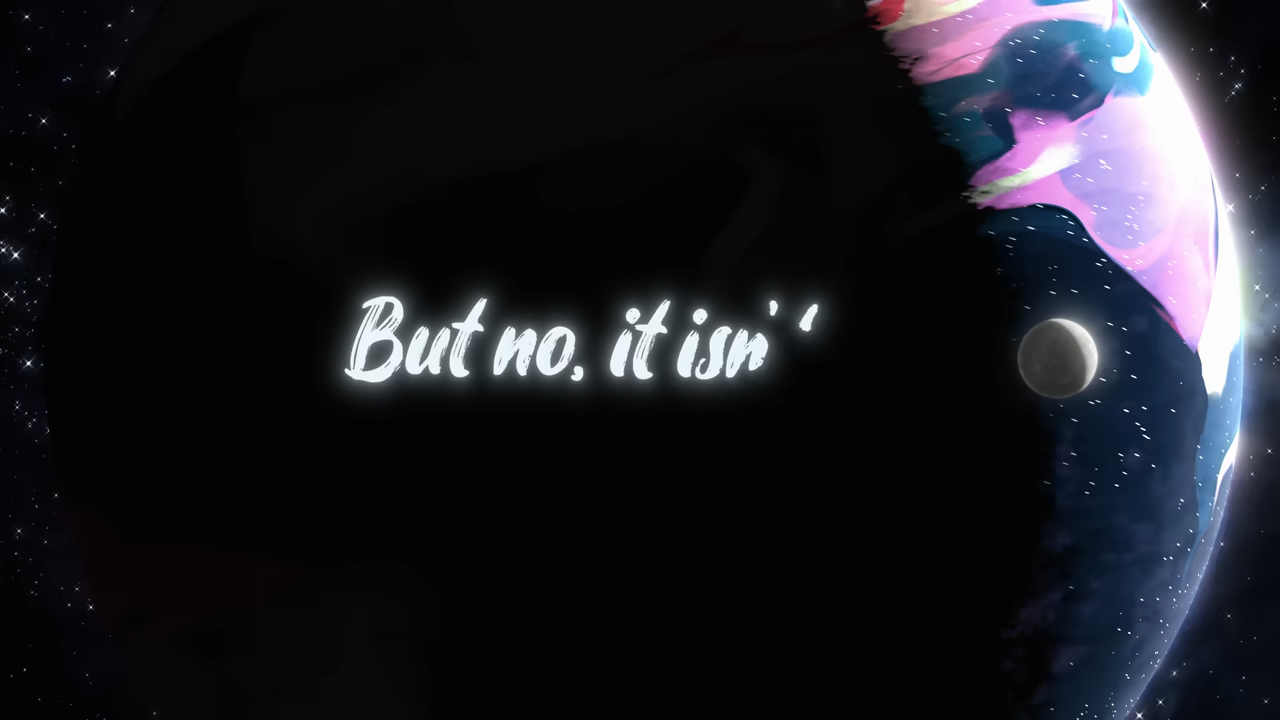 But no, it isn' ‘